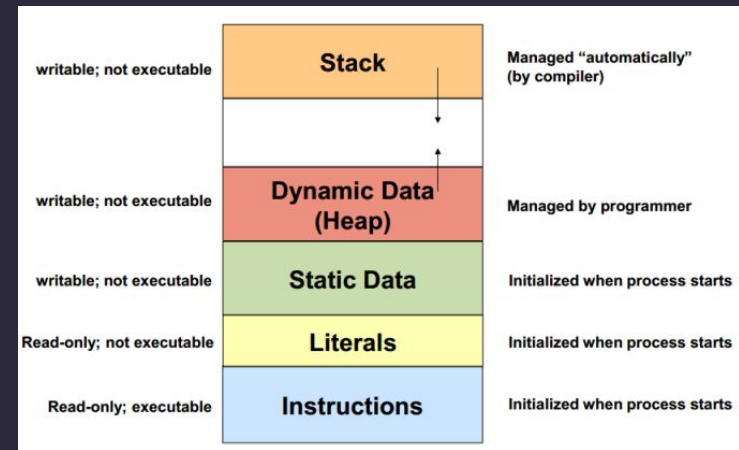 writable; not executable
Stack
Managed “automatically”
(by compiler)
writable; not executable
Dynamic Data
(Heap)
Managed by programmer
writable; not executable
Static Data
Initialized when process starts
Read-only; not executable
Literals
Initialized when process starts
Read-only; executable
Instructions
Initialized when process starts